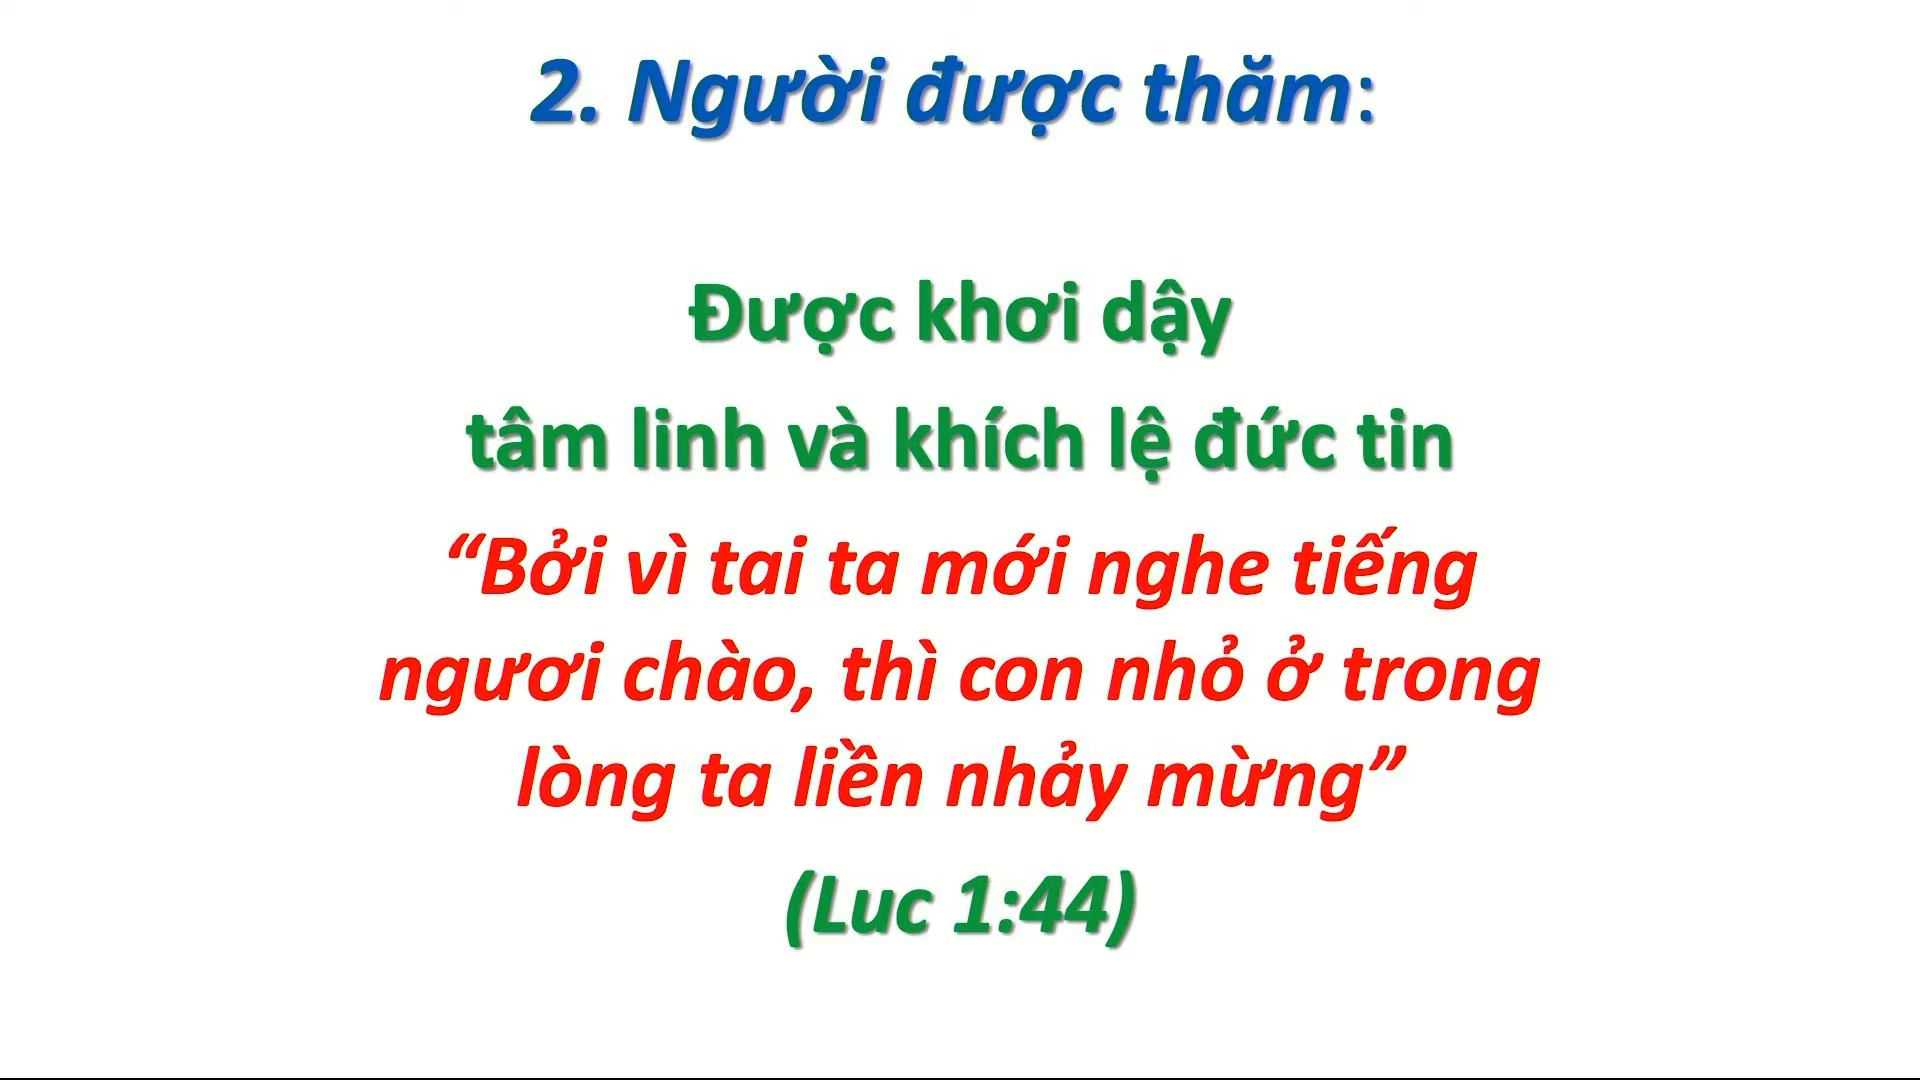 2. Người được thăm:
Được khơi dậy
tâm linh và khích lệ đức tin
“Bởi vì tai ta mới nghe tiếng
ngươi chào, thì con nhỏ ở trong
lòng ta liền nhảy mừng”
(Luc 1:44)